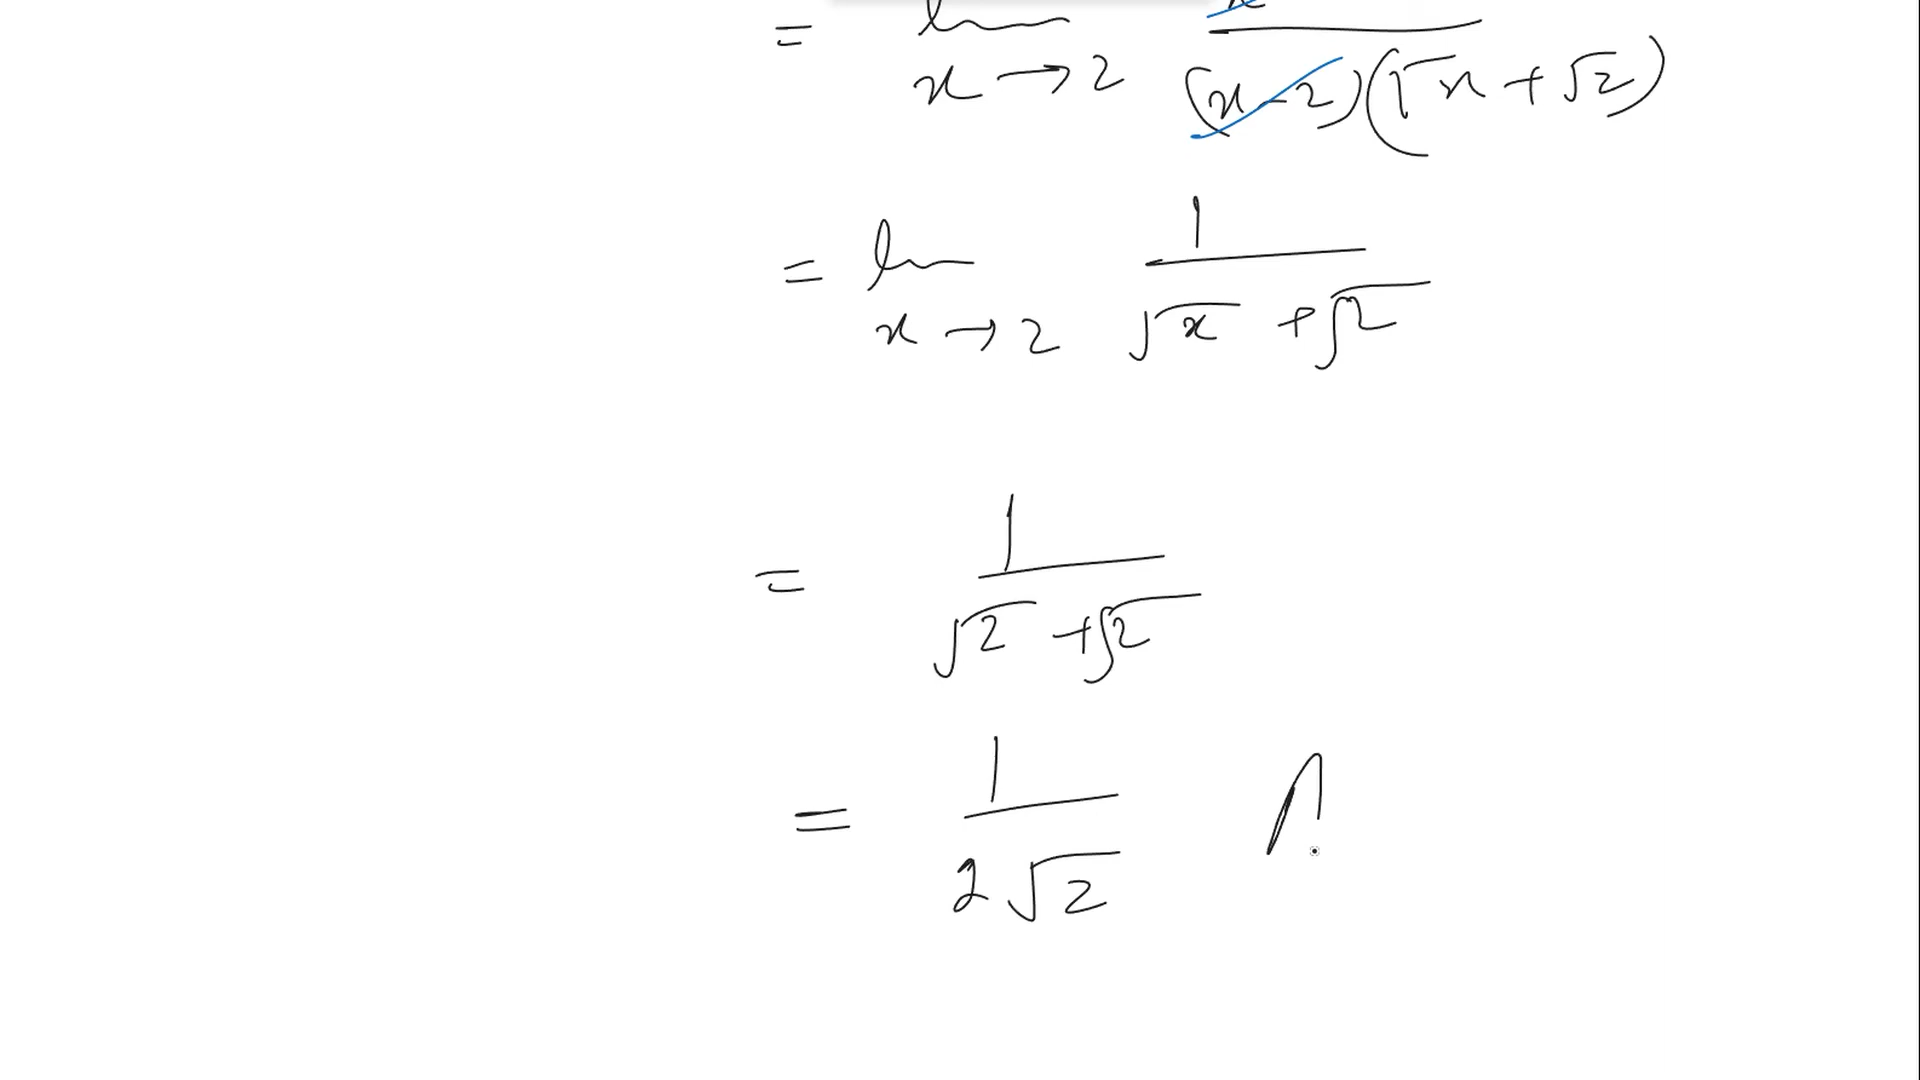 = lim
x → 2 (x-2)(√x + √2)
= lim 1
x → 2 √x + √2
= 1
√2 + √2
= 1
2√2